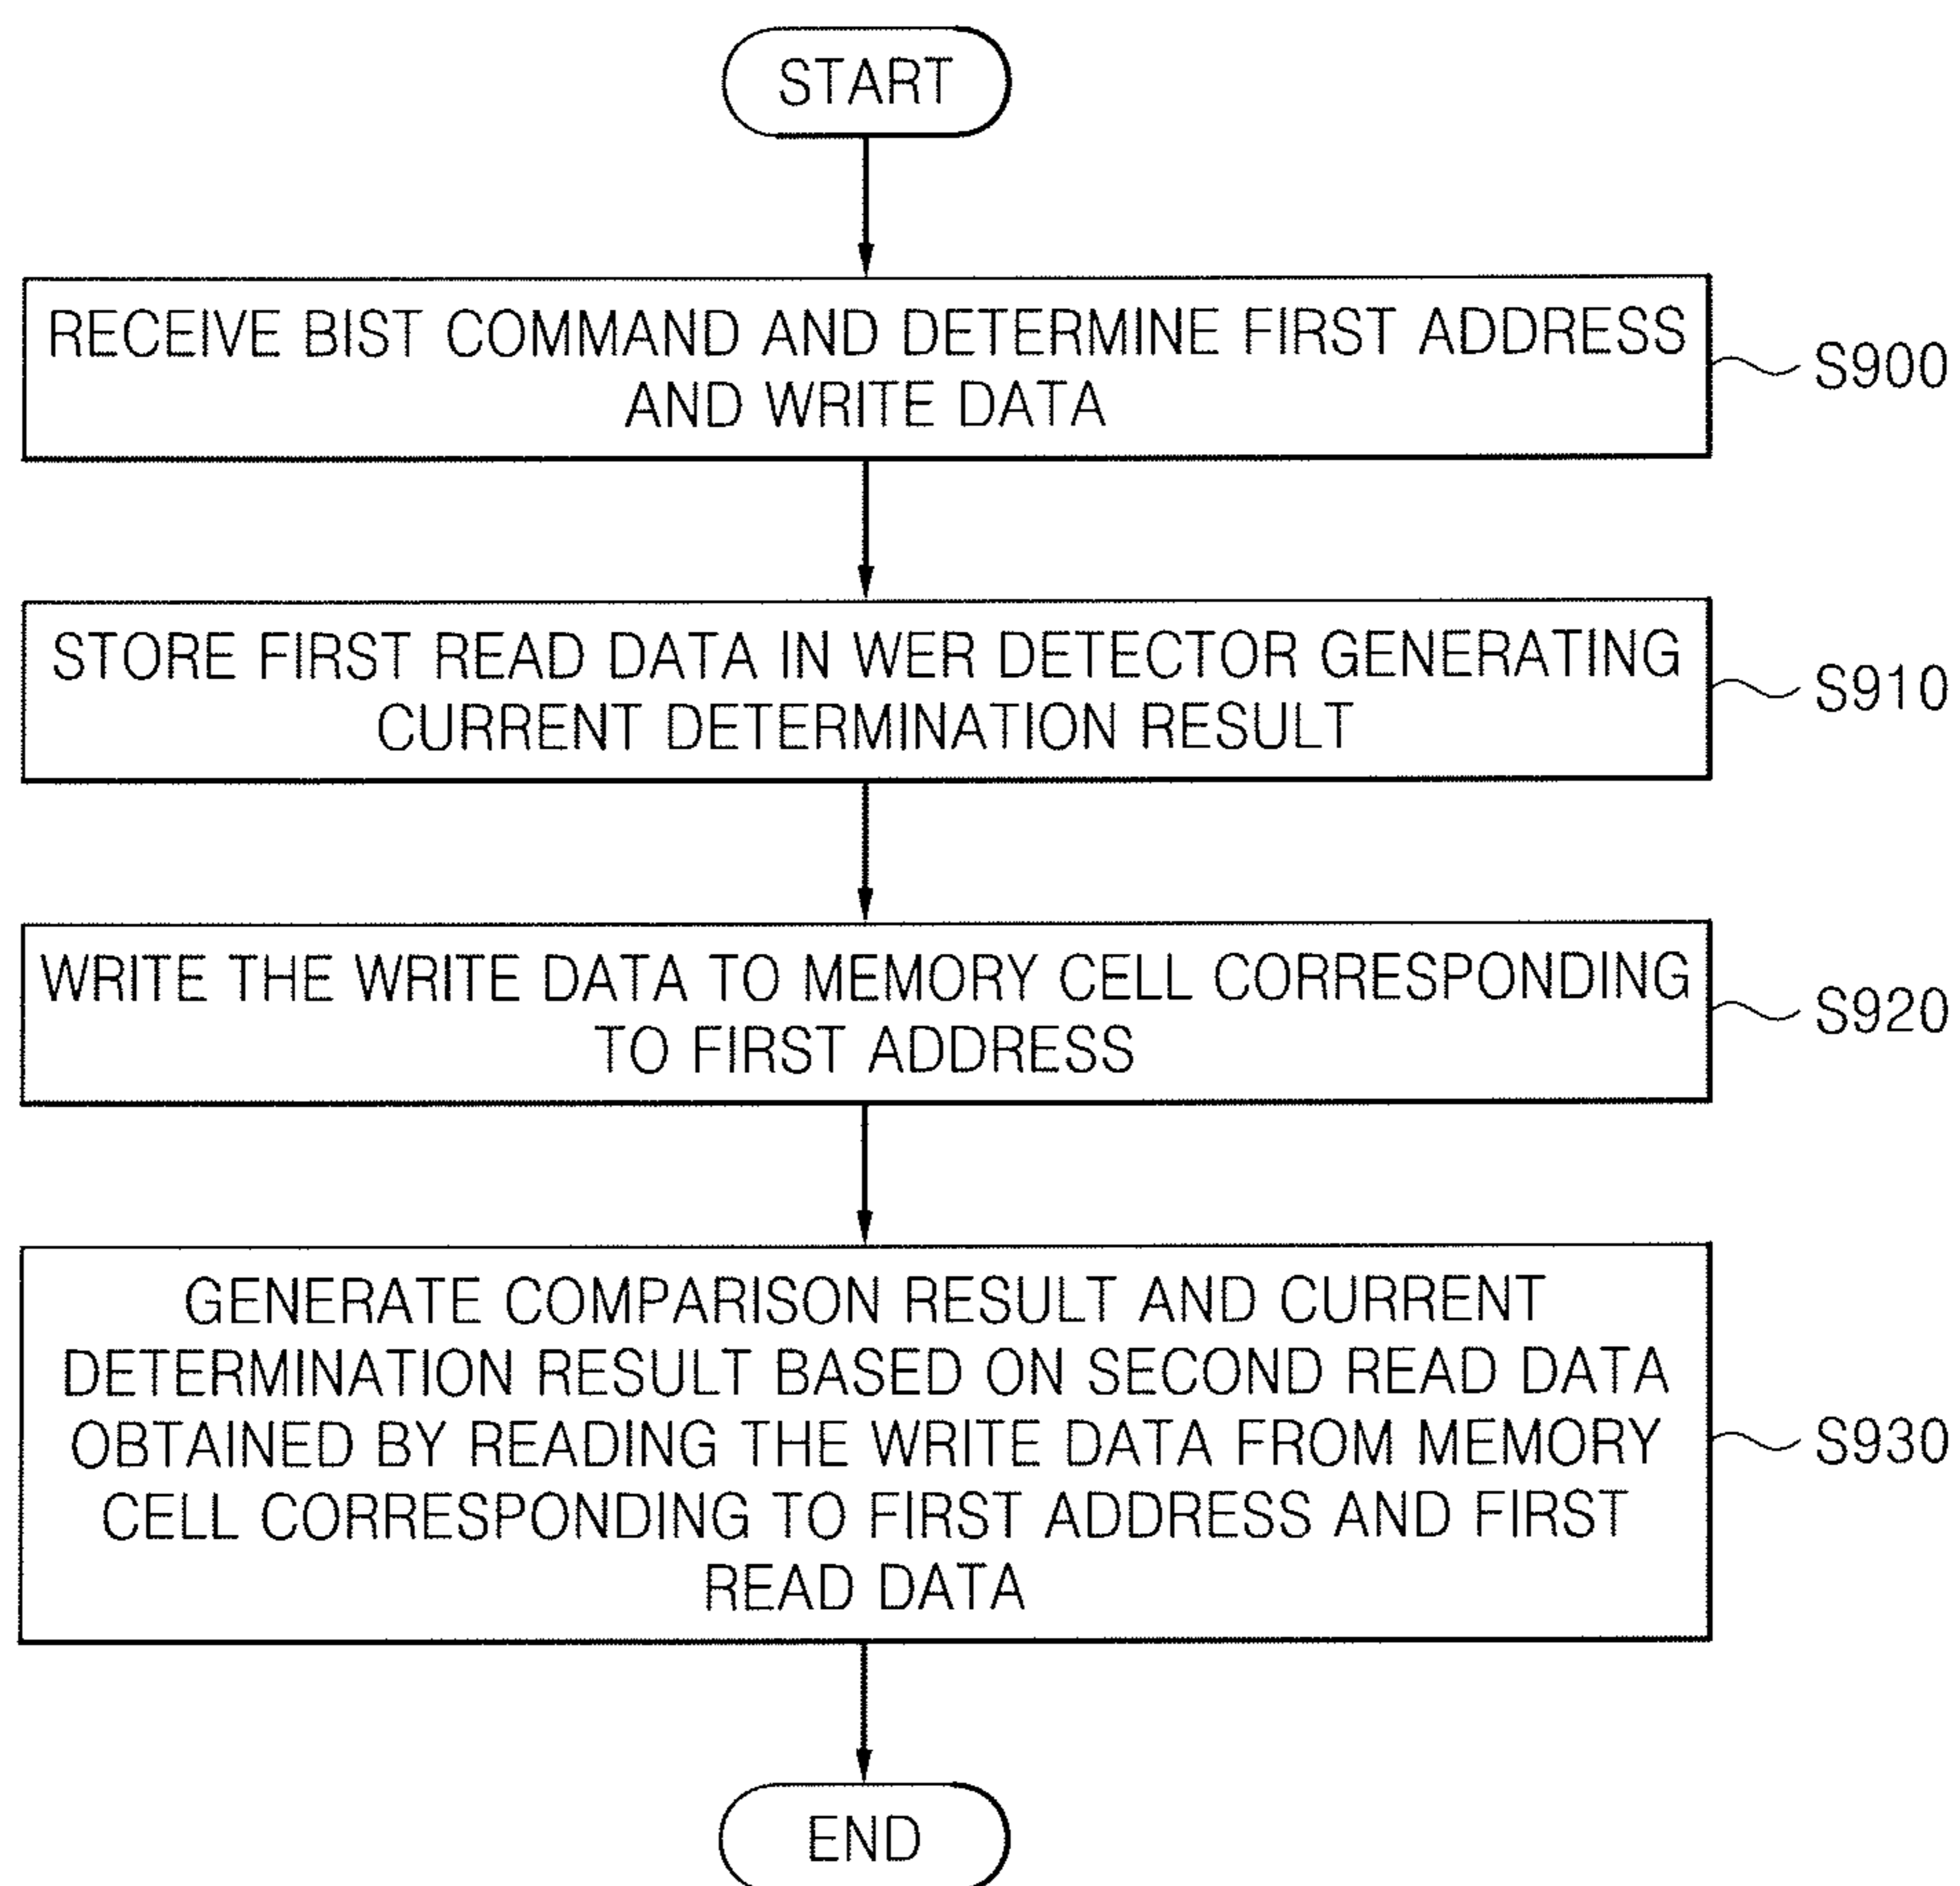 START
RECEIVE BIST COMMAND AND DETERMINE FIRST ADDRESS
AND WRITE DATA
S900
STORE FIRST READ DATA IN WER DETECTOR GENERATING
CURRENT DETERMINATION RESULT
S910
WRITE THE WRITE DATA TO MEMORY CELL CORRESPONDING
TO FIRST ADDRESS
S920
GENERATE COMPARISON RESULT AND CURRENT
DETERMINATION RESULT BASED ON SECOND READ DATA
OBTAINED BY READING THE WRITE DATA FROM MEMORY
CELL CORRESPONDING TO FIRST ADDRESS AND FIRST
READ DATA
S930
END